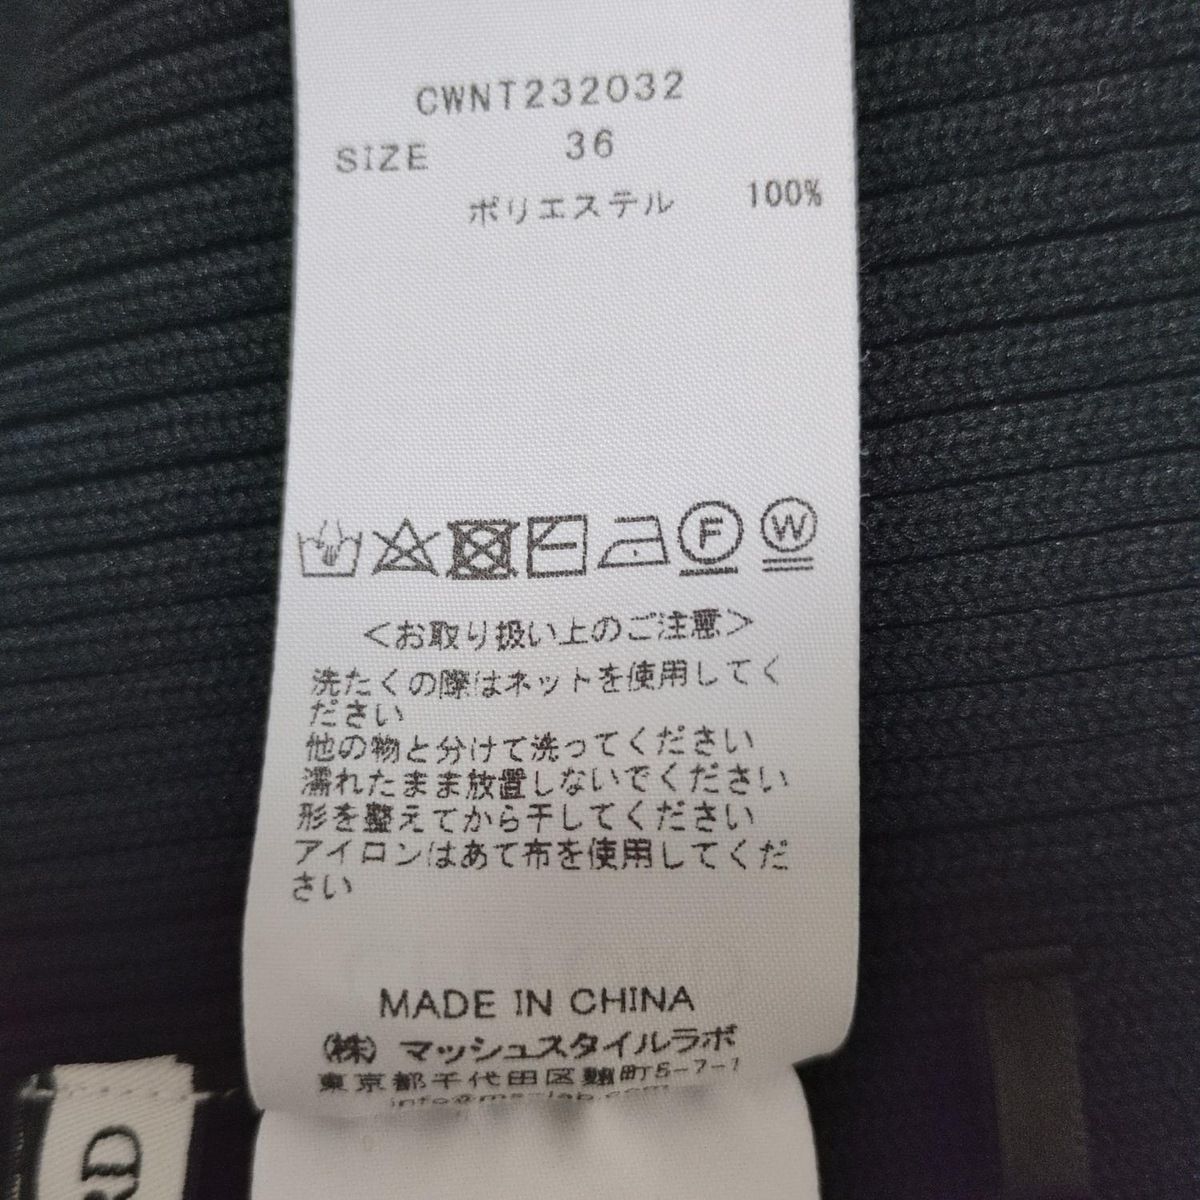 CWNT232032
SIZE 36
ポリエステル 100%
F W
<お取り扱い上のご注意>
洗たくの際はネットを使用してく
ださい
他の物と分けて洗ってください
濡れたまま放置しないでください
形を整えてから干してください
アイロンはあて布を使用してくだ
さい
MADE IN CHINA
(株) マッシュスタイルラボ
東京都千代田区麹町5-7-1
RD